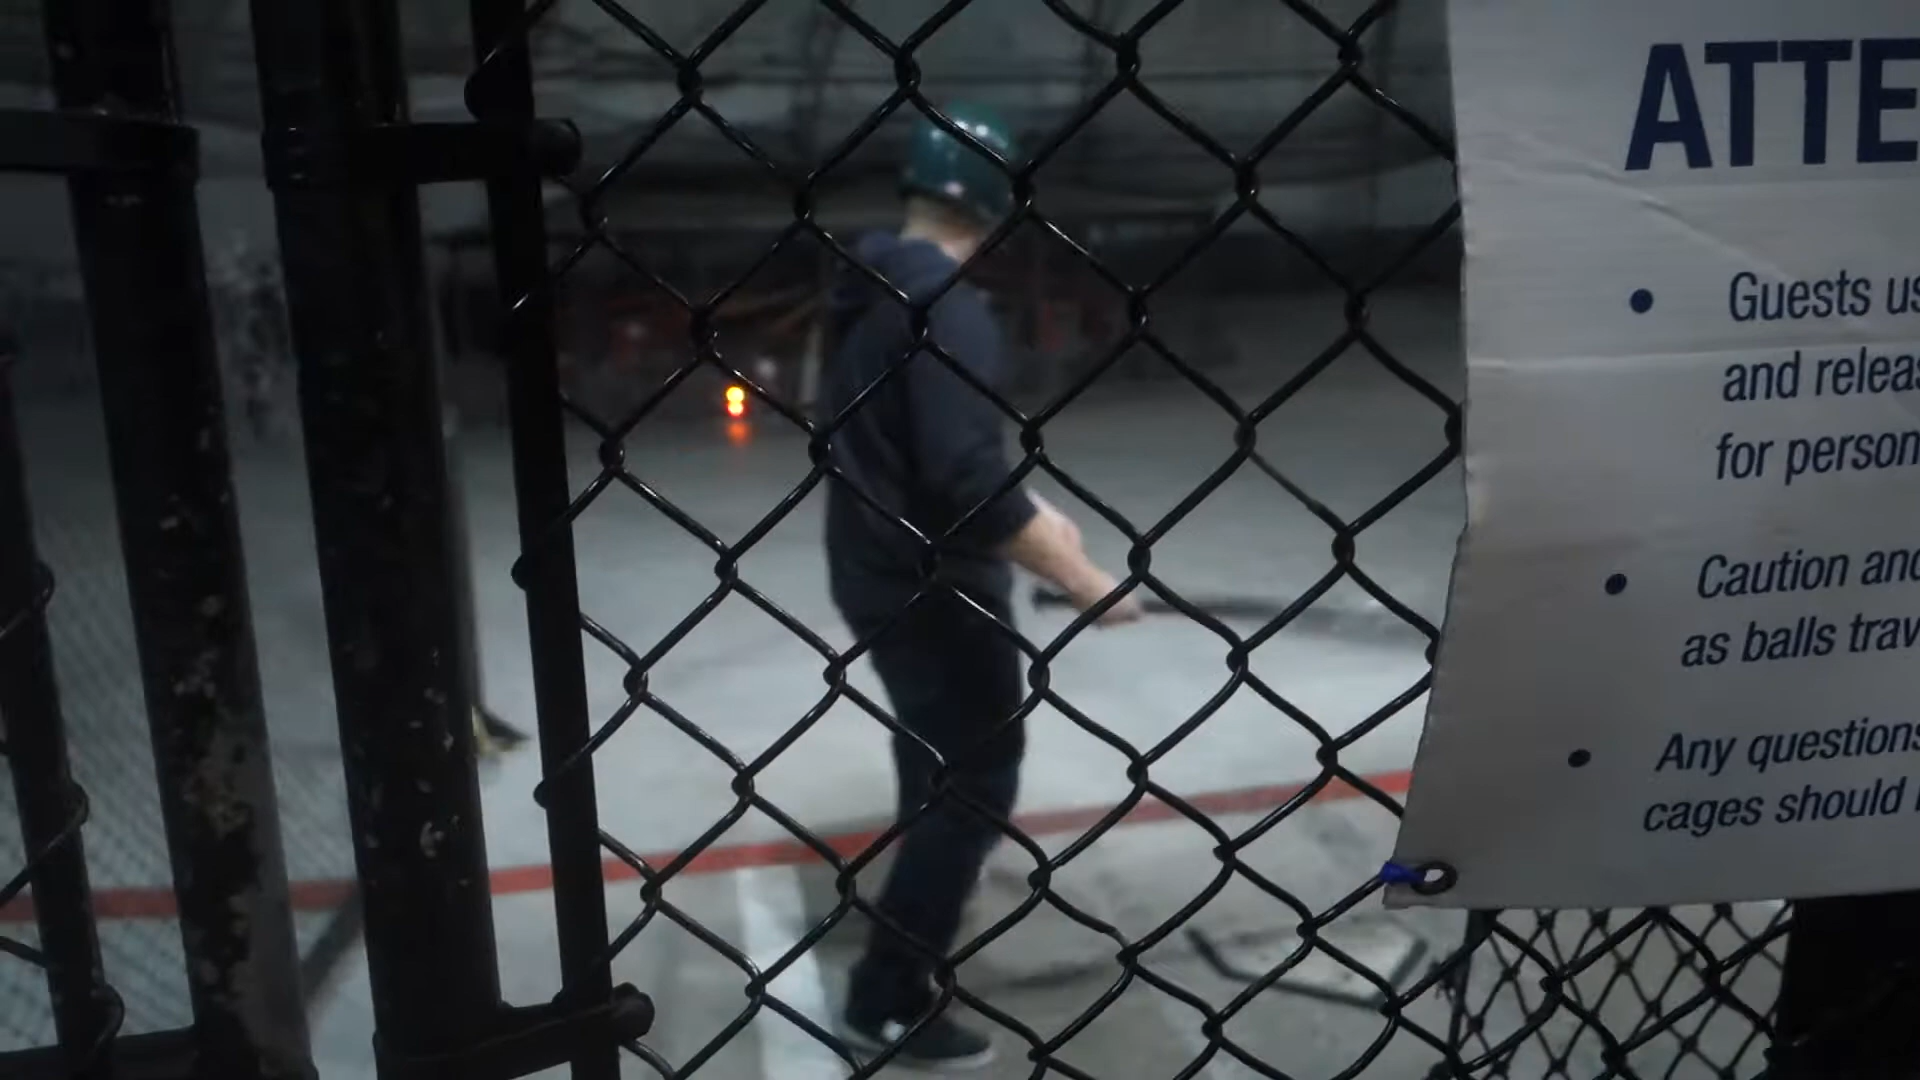 ATTE
• Guests us
and releas
for person
• Caution and
as balls trav
• Any questions
cages should